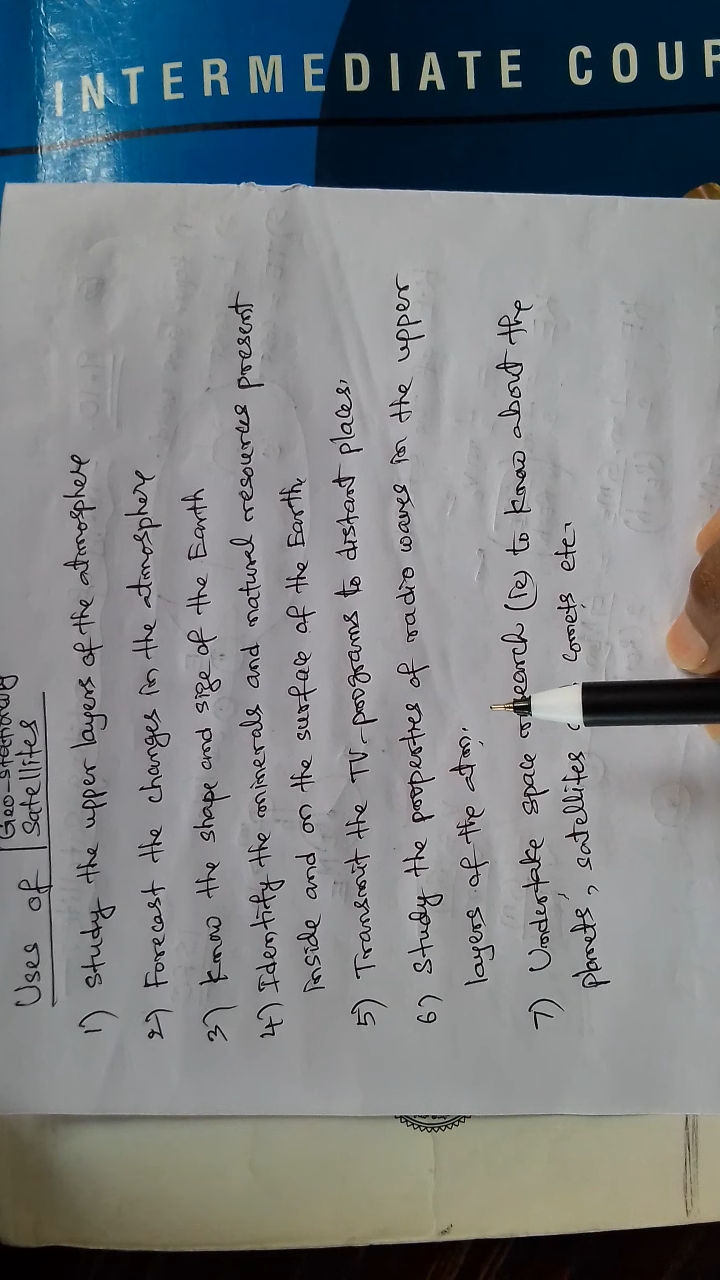 INTERMEDIATE COUR
Uses of Geo-stationary
Satellites
1) Study the upper layers of the atmosphere
2) Forecast the changes in the atmosphere
3) Know the shape and size of the Earth
4) Identify the minerals and natural resources present
inside and on the surface of the Earth
5) Transmit the TV-programs to distant places.
6) Study the properties of radio waves in the upper
layers of the atm.
7) Undertake space research (ie) to know about the
planets, satellites comets etc.